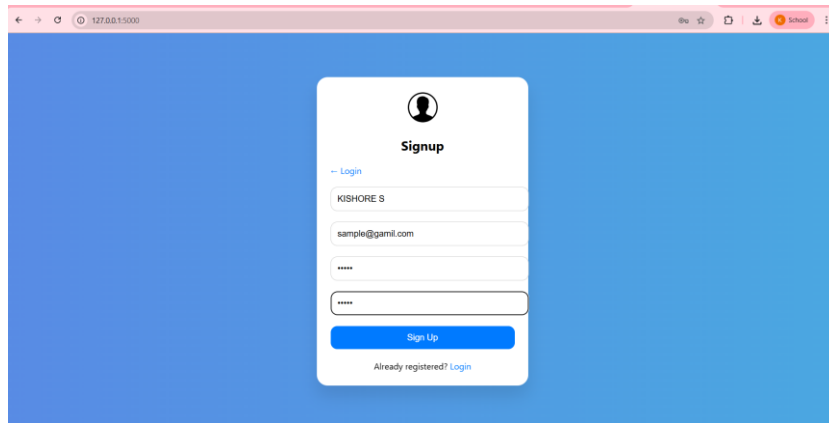 127.0.0.1:5000
School
Signup
← Login
KISHORE S
sample@gamil.com
•••••
•••••
Sign Up
Already registered? Login